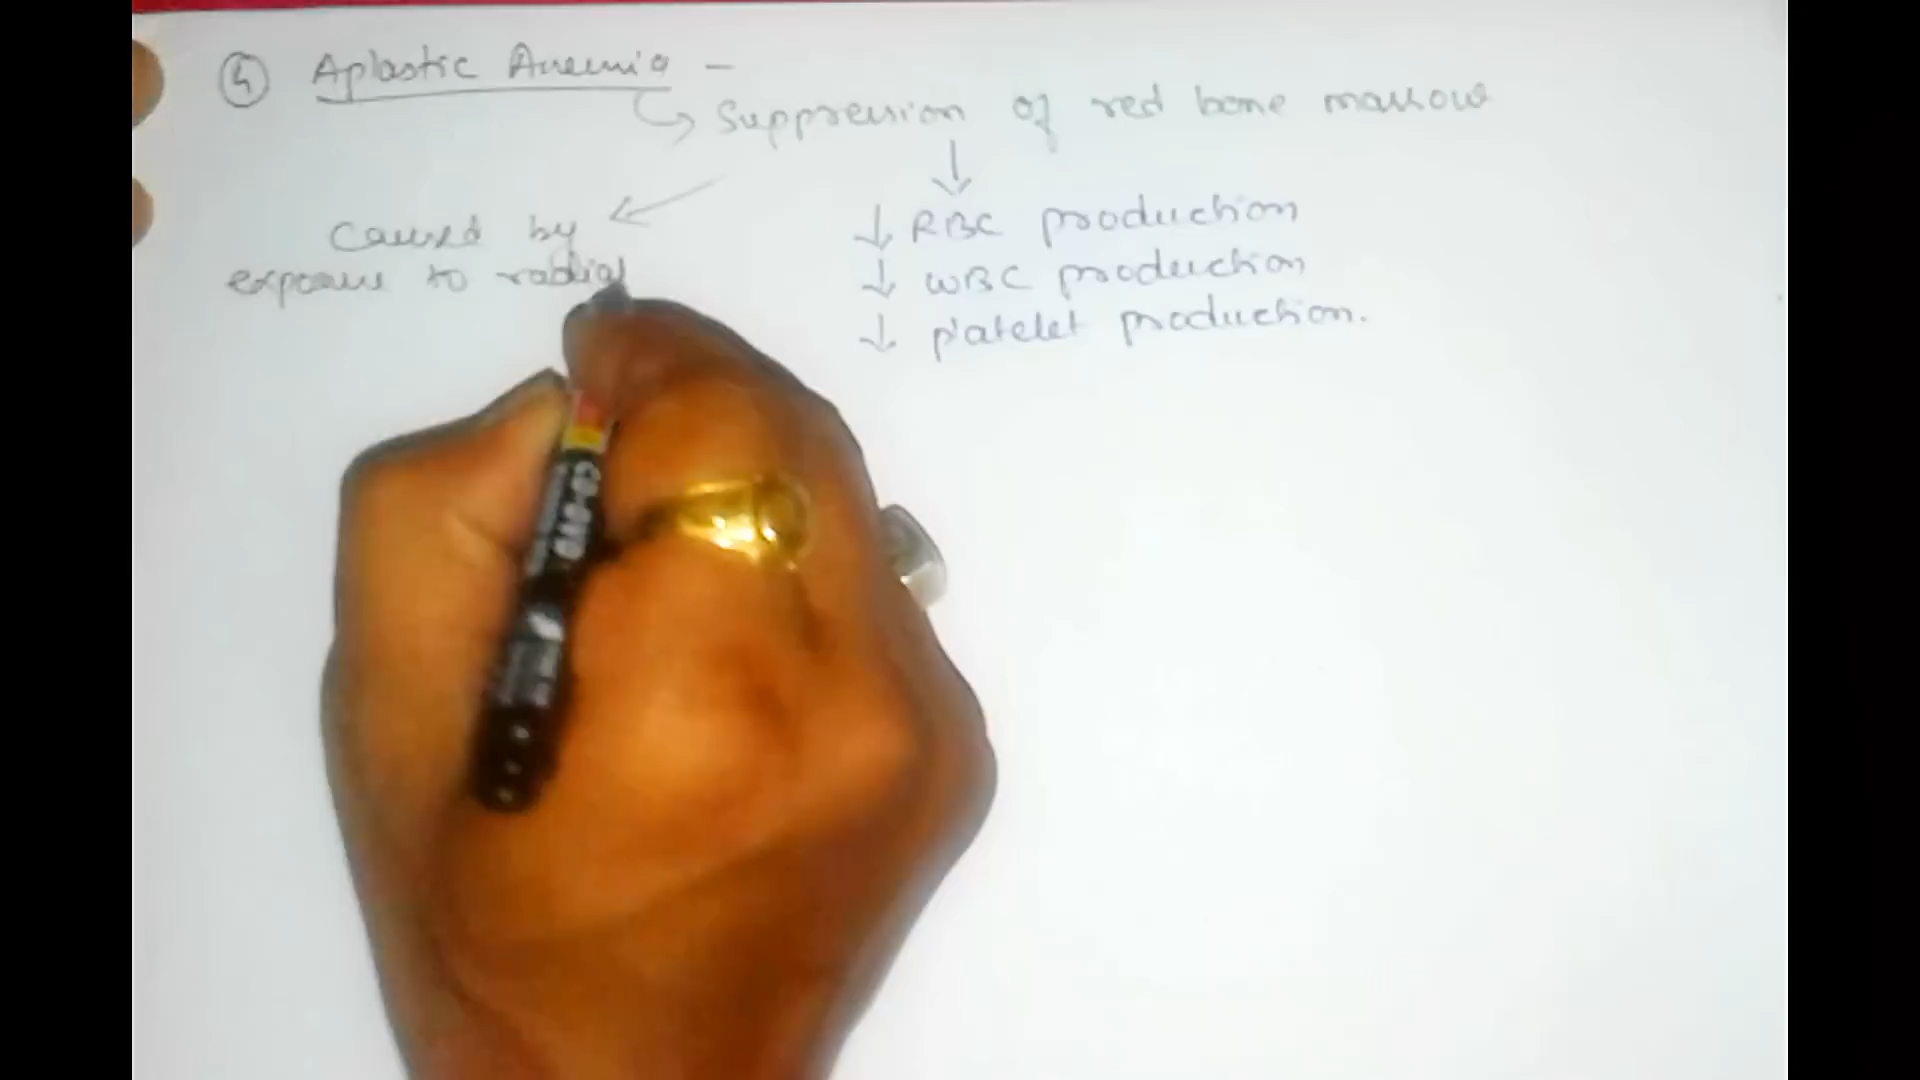 5 Aplastic Anemia -
↳ Suppression of red bone marrow
↓
Caused by
exposure to radia
↓ RBC production
↓ WBC production
↓ platelet production.